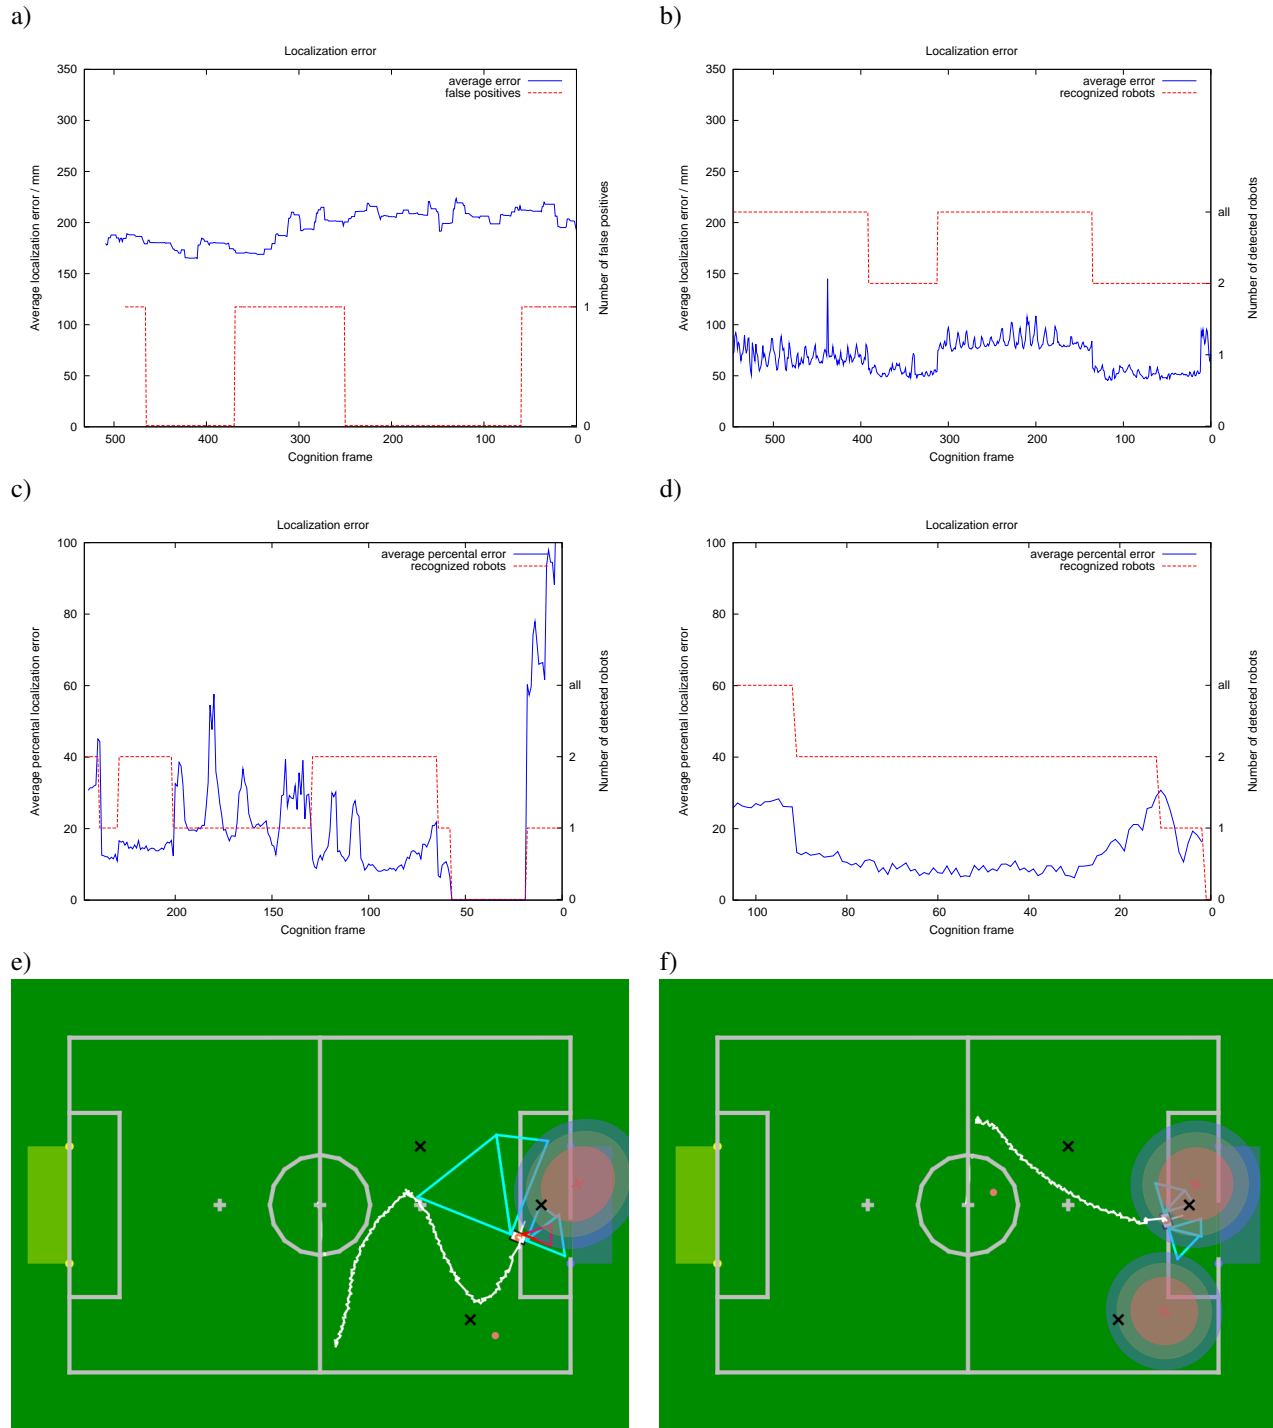 a)
Localization error
average error
false positives
350
300
250
200
150
100
50
0
Average localization error / mm
1
0
Number of false positives
500 400 300 200 100 0
Cognition frame
b)
Localization error
average error
recognized robots
350
300
250
200
150
100
50
0
Average localization error / mm
all
2
1
0
Number of detected robots
500 400 300 200 100 0
Cognition frame
c)
Localization error
average percental error
recognized robots
100
80
60
40
20
0
Average percental localization error
all
2
1
0
Number of detected robots
200 150 100 50 0
Cognition frame
d)
Localization error
average percental error
recognized robots
100
80
60
40
20
0
Average percental localization error
all
2
1
0
Number of detected robots
100 80 60 40 20 0
Cognition frame
e)
f)